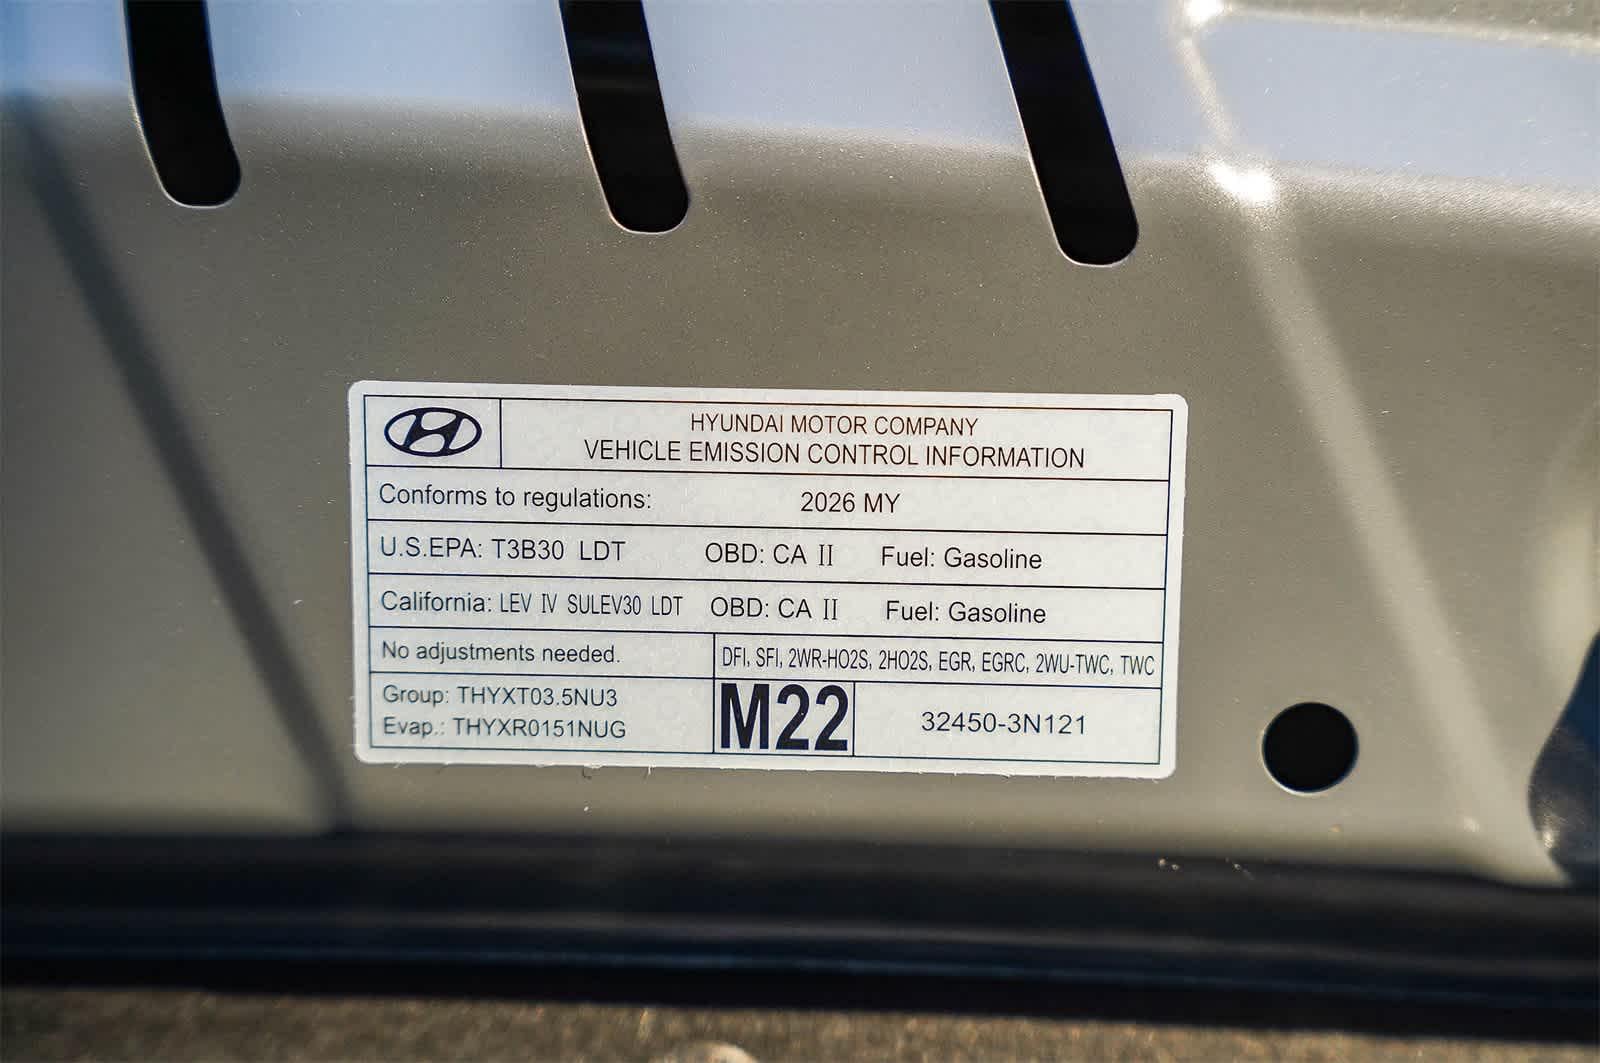 HYUNDAI MOTOR COMPANY
VEHICLE EMISSION CONTROL INFORMATION
Conforms to regulations: 2026 MY
U.S.EPA: T3B30 LDT OBD: CA II Fuel: Gasoline
California: LEV IV SULEV30 LDT OBD: CA II Fuel: Gasoline
No adjustments needed. DFI, SFI, 2WR-HO2S, 2HO2S, EGR, EGRC, 2WU-TWC, TWC
Group: THYXT03.5NU3
Evap.: THYXR0151NUG
M22
32450-3N121